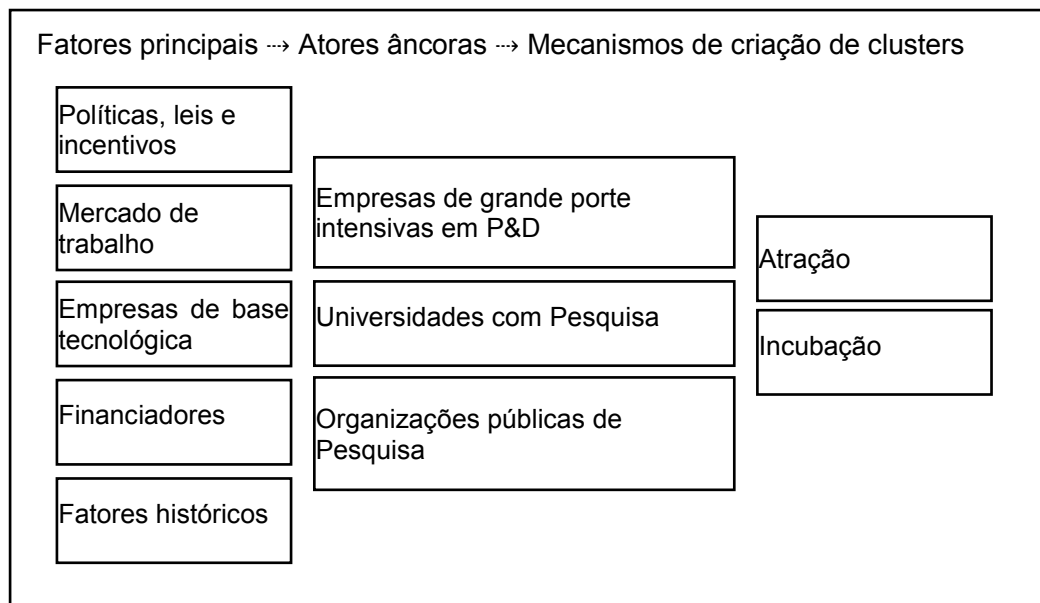 Fatores principais ⤏ Atores âncoras ⤏ Mecanismos de criação de clusters
Políticas, leis e
incentivos
Mercado de
trabalho
Empresas de base
tecnológica
Financiadores
Fatores históricos
Empresas de grande porte
intensivas em P&D
Universidades com Pesquisa
Organizações públicas de
Pesquisa
Atração
Incubação